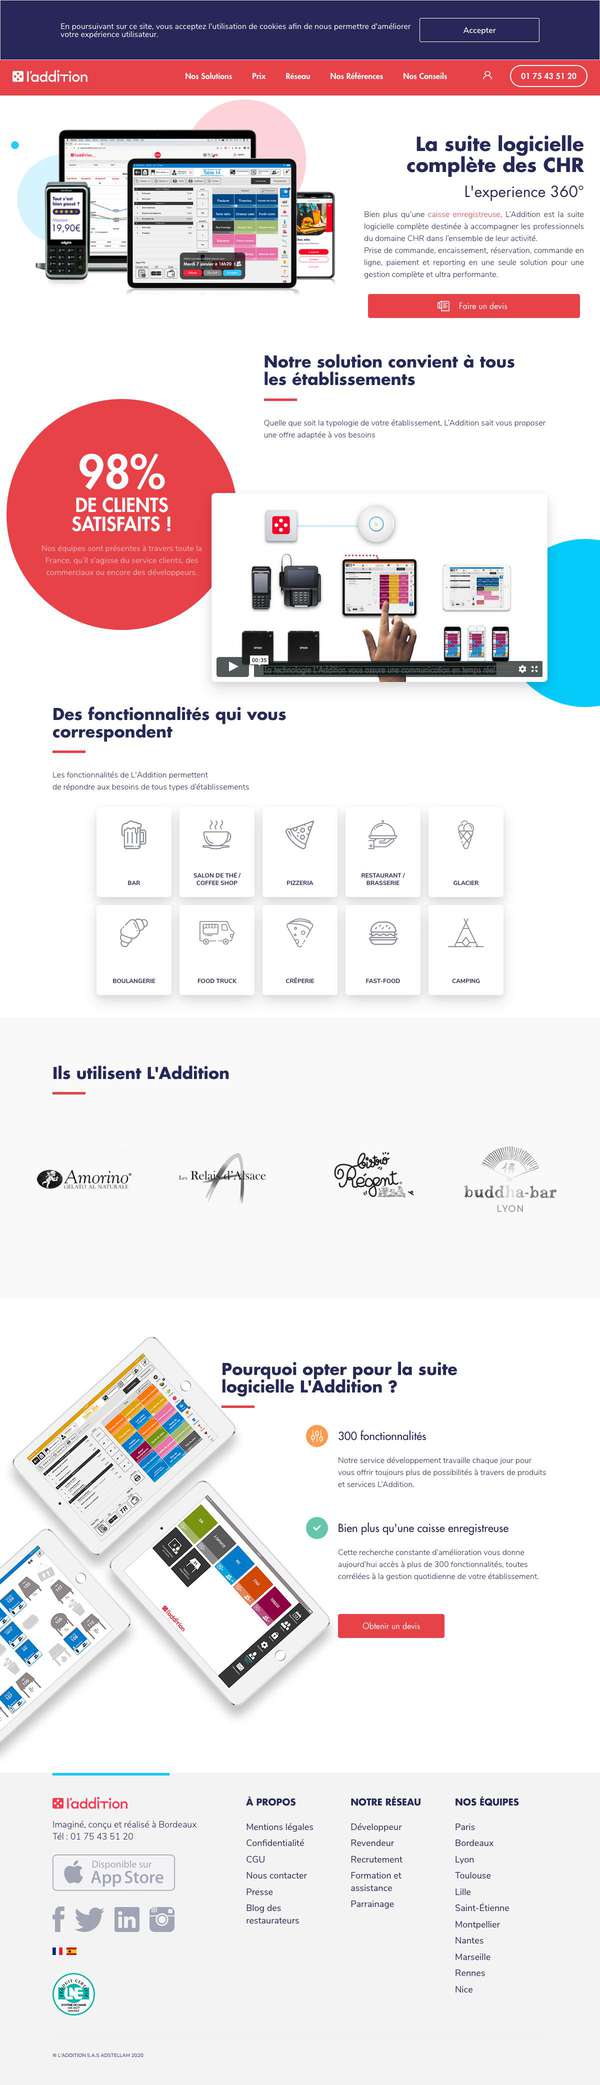 En poursuivant sur ce site, vous acceptez l'utilisation de cookies afin de nous permettre d'améliorer
votre expérience utilisateur.
Accepter
l'addition
Nos Solutions
Prix
Réseau
Nos Références
Nos Conseils
01 75 43 51 20
La suite logicielle
complète des CHR
L'experience 360°
Bien plus qu'une caisse enregistreuse, L'Addition est la suite
logicielle complète destinée à accompagner les professionnels
du domaine CHR dans l'ensemble de leur activité.
Prise de commande, encaissement, réservation, commande en
ligne, paiement et reporting en une seule solution pour une
gestion complète et ultra performante.
Faire un devis
Tout s'est
bien passé ?
19,90€
Table 14
Mardi 7 janvier à 16h20
Notre solution convient à tous
les établissements
Quelle que soit la typologie de votre établissement, L'Addition sait vous proposer
une offre adaptée à vos besoins
98%
DE CLIENTS
SATISFAITS !
Nos équipes sont présentes à travers toute la
France, qu'il s'agisse du service clients, des
commerciaux ou encore des développeurs.
00:35
La technologie L'Addition vous assure une communication en temps réel
Des fonctionnalités qui vous
correspondent
Les fonctionnalités de L'Addition permettent
de répondre aux besoins de tous types d'établissements
BAR
SALON DE THÉ /
COFFEE SHOP
PIZZERIA
RESTAURANT /
BRASSERIE
GLACIER
BOULANGERIE
FOOD TRUCK
CRÊPERIE
FAST-FOOD
CAMPING
Ils utilisent L'Addition
Amorino
GELATO AL NATURALE
Les Relais d'Alsace
bistro
Régent
buddha-bar
LYON
Pourquoi opter pour la suite
logicielle L'Addition ?
300 fonctionnalités
Notre service développement travaille chaque jour pour
vous offrir toujours plus de possibilités à travers de produits
et services L'Addition.
Bien plus qu'une caisse enregistreuse
Cette recherche constante d'amélioration vous donne
aujourd'hui accès à plus de 300 fonctionnalités, toutes
corrélées à la gestion quotidienne de votre établissement.
Obtenir un devis
l'addition
l'addition
Imaginé, conçu et réalisé à Bordeaux
Tél : 01 75 43 51 20
Disponible sur
App Store
À PROPOS
Mentions légales
Confidentialité
CGU
Nous contacter
Presse
Blog des
restaurateurs
NOTRE RÉSEAU
Développeur
Revendeur
Recrutement
Formation et
assistance
Parrainage
NOS ÉQUIPES
Paris
Bordeaux
Lyon
Toulouse
Lille
Saint-Étienne
Montpellier
Nantes
Marseille
Rennes
Nice
LNE
© L'ADDITION S.A.S ADSTELLAM 2020